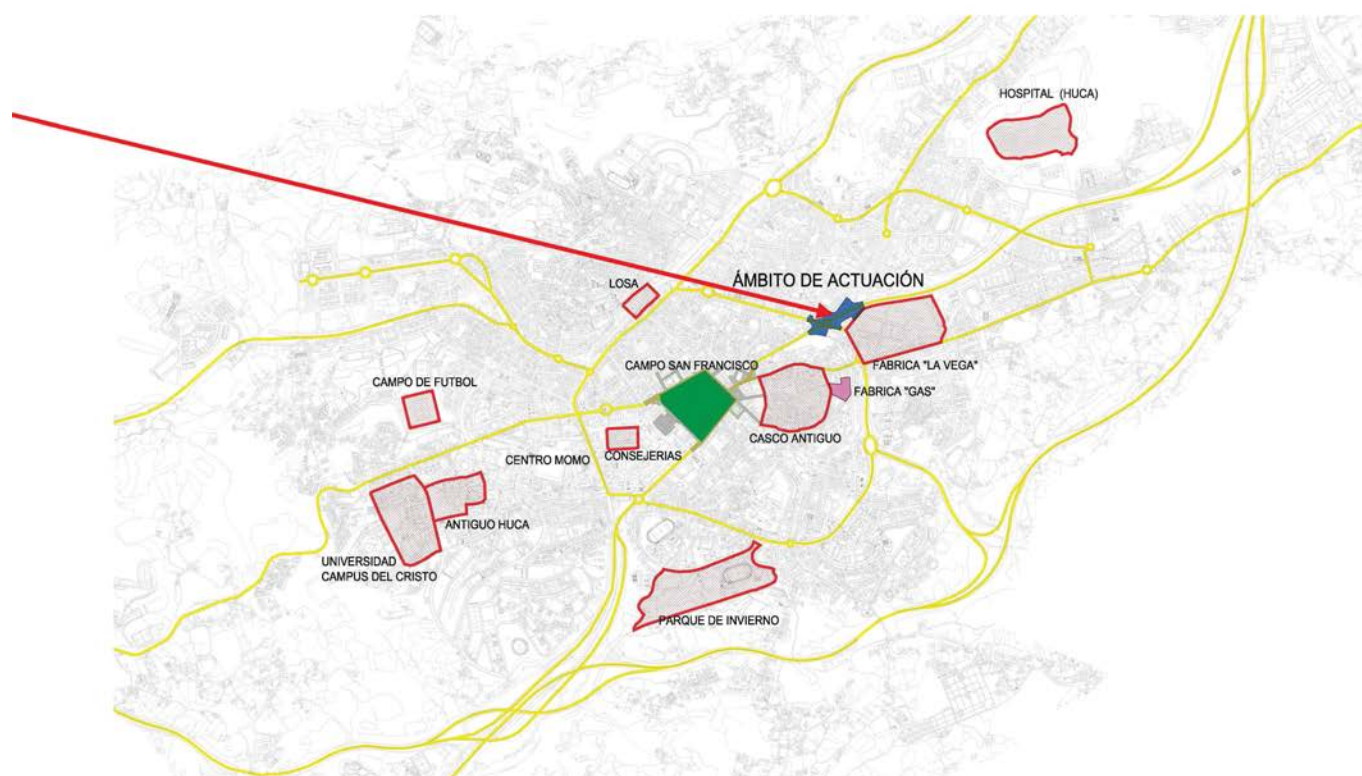 HOSPITAL (HUCA)
ÁMBITO DE ACTUACIÓN
LOSA
CAMPO SAN FRANCISCO
FABRICA "LA VEGA"
CAMPO DE FUTBOL
FABRICA "GAS"
CASCO ANTIGUO
CENTRO MOMO
CONSEJERIAS
ANTIGUO HUCA
UNIVERSIDAD
CAMPUS DEL CRISTO
PARQUE DE INVIERNO